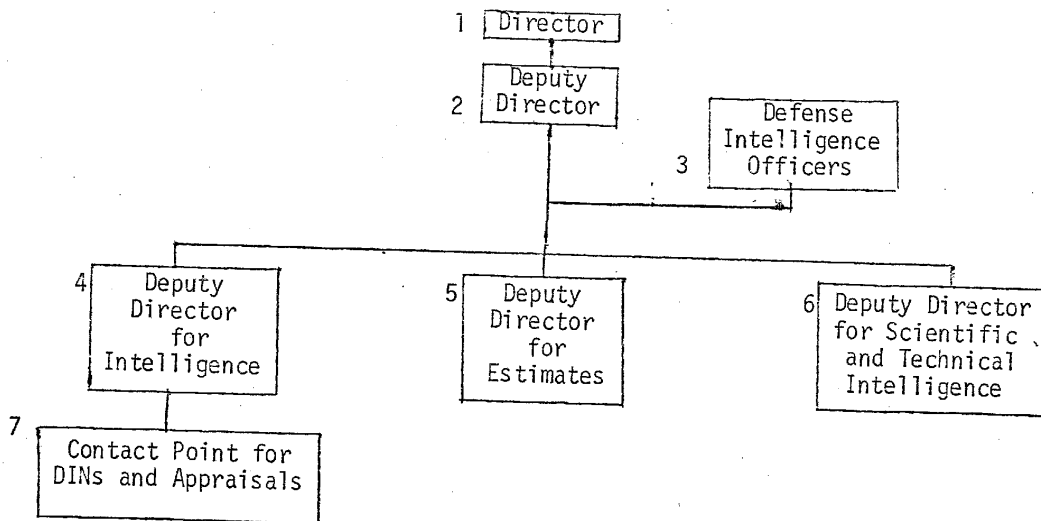 1 Director
2 Deputy
Director
3 Defense
Intelligence
Officers
4 Deputy
Director
for
Intelligence
5 Deputy
Director
for
Estimates
6 Deputy Director
for Scientific
and Technical
Intelligence
7 Contact Point for
DINs and Appraisals